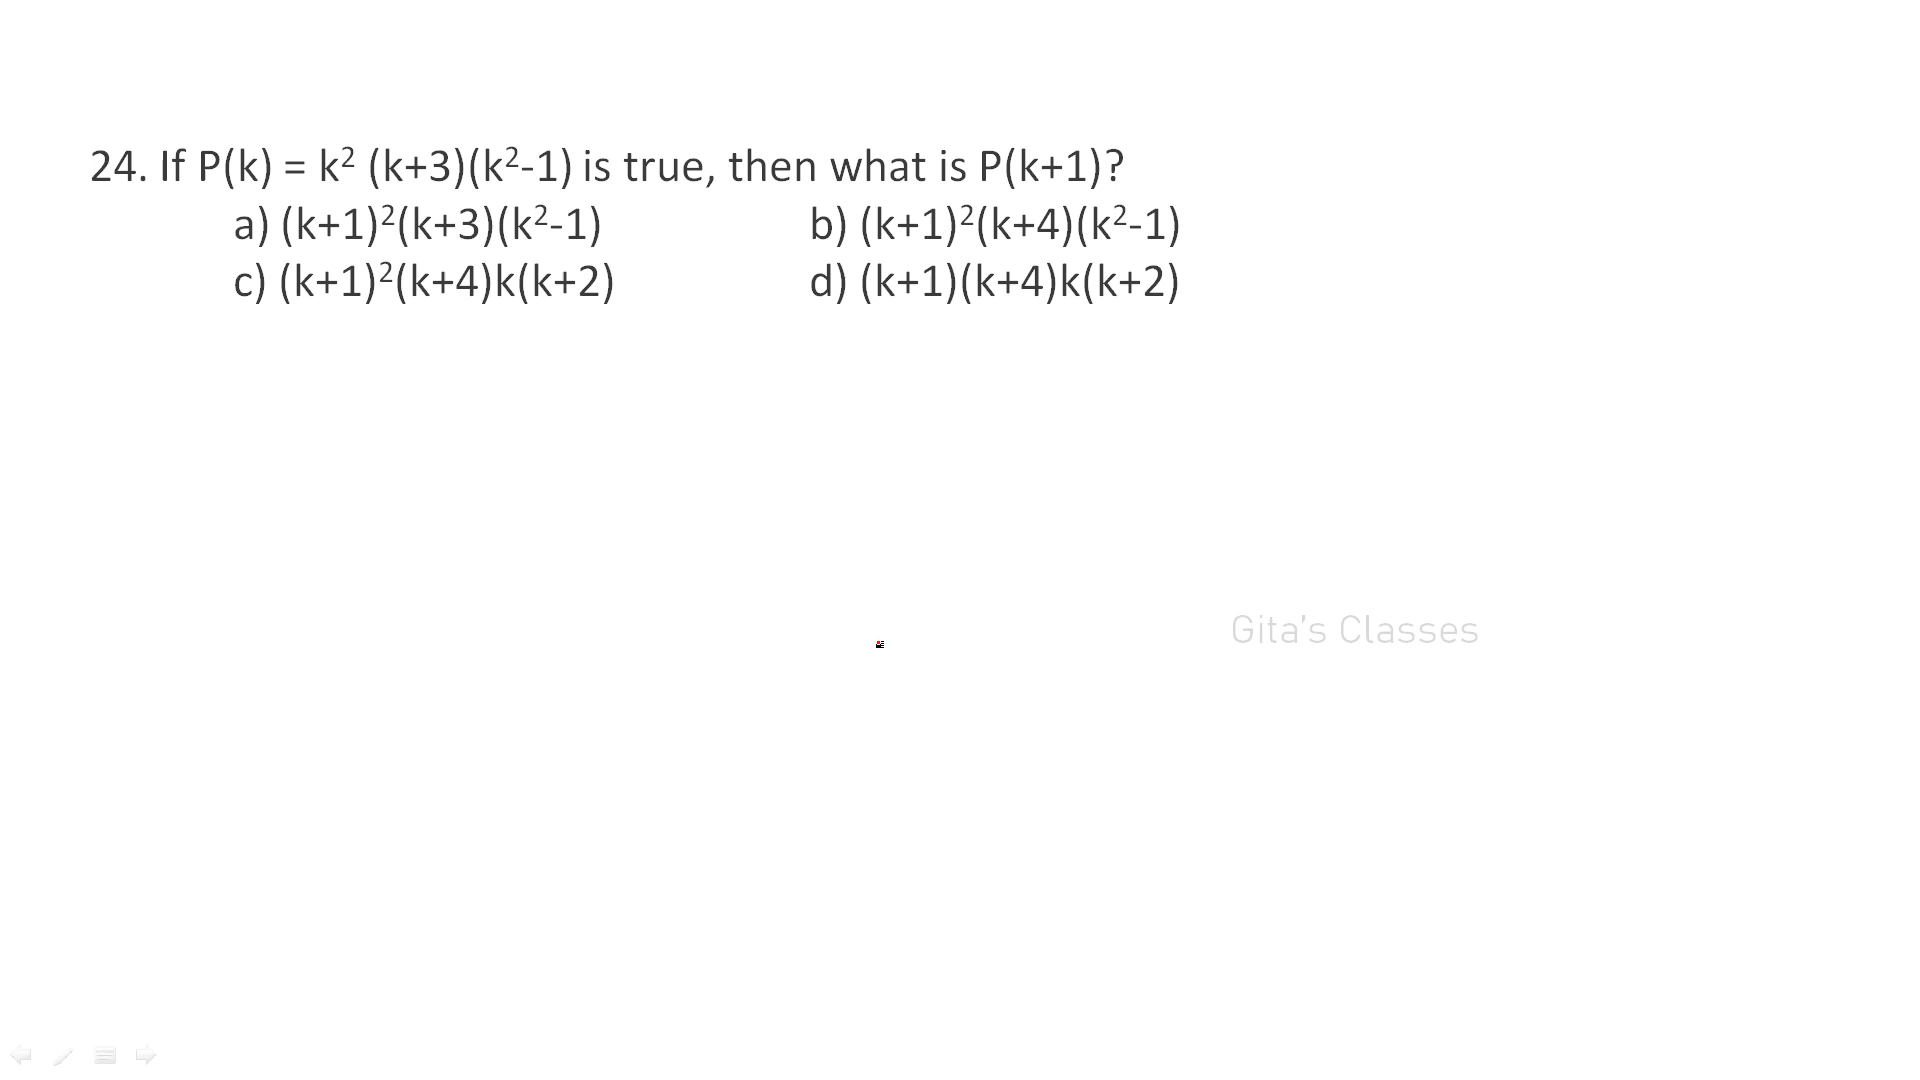 24. If P(k) = k² (k+3)(k²-1) is true, then what is P(k+1)?
a) (k+1)²(k+3)(k²-1) b) (k+1)²(k+4)(k²-1)
c) (k+1)²(k+4)k(k+2) d) (k+1)(k+4)k(k+2)
Gita's Classes